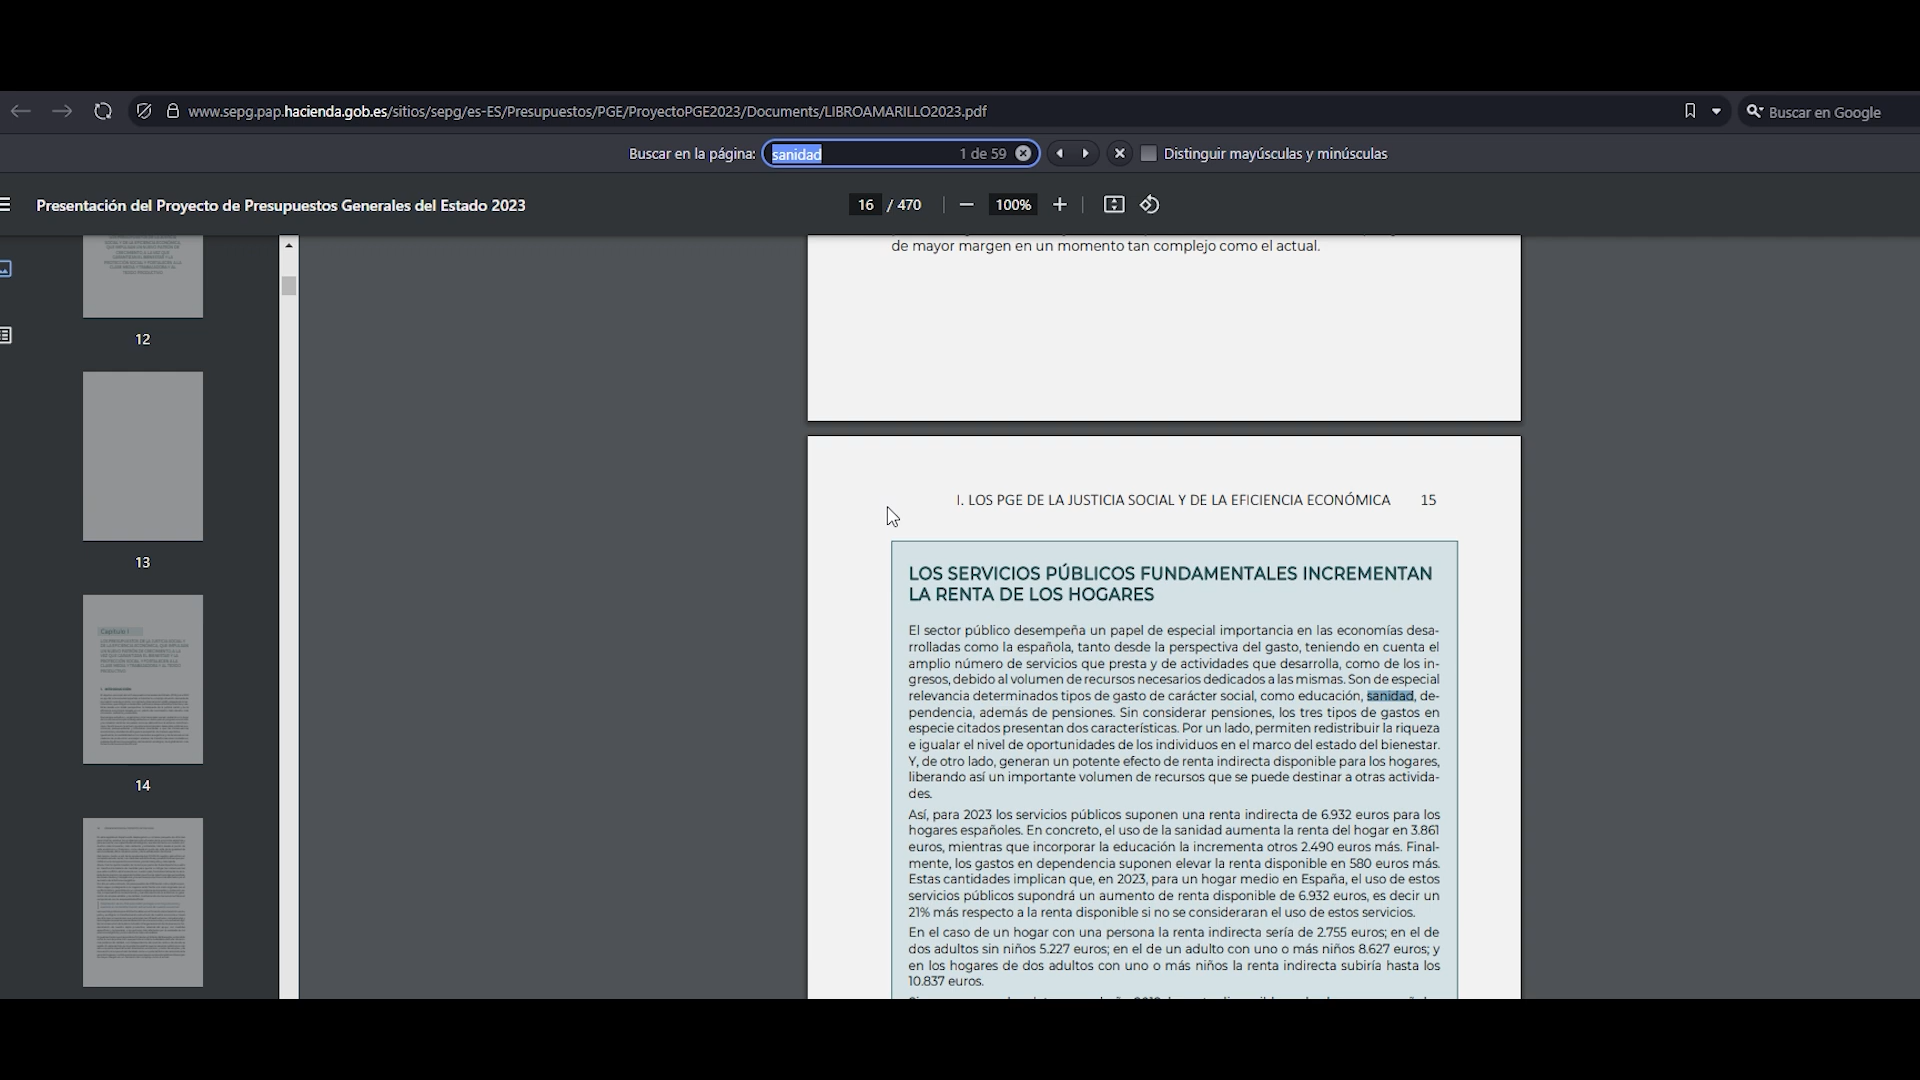 www.sepg.pap.hacienda.gob.es/sitios/sepg/es-ES/Presupuestos/PGE/ProyectoPGE2023/Documents/LIBROAMARILLO2023.pdf
Buscar en Google
Buscar en la página: sanidad 1 de 59 Distinguir mayúsculas y minúsculas
Presentación del Proyecto de Presupuestos Generales del Estado 2023 16 / 470 100%
12
13
Capítulo I
14
de mayor margen en un momento tan complejo como el actual.
I. LOS PGE DE LA JUSTICIA SOCIAL Y DE LA EFICIENCIA ECONÓMICA 15
LOS SERVICIOS PÚBLICOS FUNDAMENTALES INCREMENTAN
LA RENTA DE LOS HOGARES
El sector público desempeña un papel de especial importancia en las economías desa-
rrolladas como la española, tanto desde la perspectiva del gasto, teniendo en cuenta el
amplio número de servicios que presta y de actividades que desarrolla, como de los in-
gresos, debido al volumen de recursos necesarios dedicados a las mismas. Son de especial
relevancia determinados tipos de gasto de carácter social, como educación, sanidad, de-
pendencia, además de pensiones. Sin considerar pensiones, los tres tipos de gastos en
especie citados presentan dos características. Por un lado, permiten redistribuir la riqueza
e igualar el nivel de oportunidades de los individuos en el marco del estado del bienestar.
Y, de otro lado, generan un potente efecto de renta indirecta disponible para los hogares,
liberando así un importante volumen de recursos que se puede destinar a otras activida-
des.
Así, para 2023 los servicios públicos suponen una renta indirecta de 6.932 euros para los
hogares españoles. En concreto, el uso de la sanidad aumenta la renta del hogar en 3.861
euros, mientras que incorporar la educación la incrementa otros 2.490 euros más. Final-
mente, los gastos en dependencia suponen elevar la renta disponible en 580 euros más.
Estas cantidades implican que, en 2023, para un hogar medio en España, el uso de estos
servicios públicos supondrá un aumento de renta disponible de 6.932 euros, es decir un
21% más respecto a la renta disponible si no se consideraran el uso de estos servicios.
En el caso de un hogar con una persona la renta indirecta sería de 2.755 euros; en el de
dos adultos sin niños 5.227 euros; en el de un adulto con uno o más niños 8.627 euros; y
en los hogares de dos adultos con uno o más niños la renta indirecta subiría hasta los
10.837 euros.